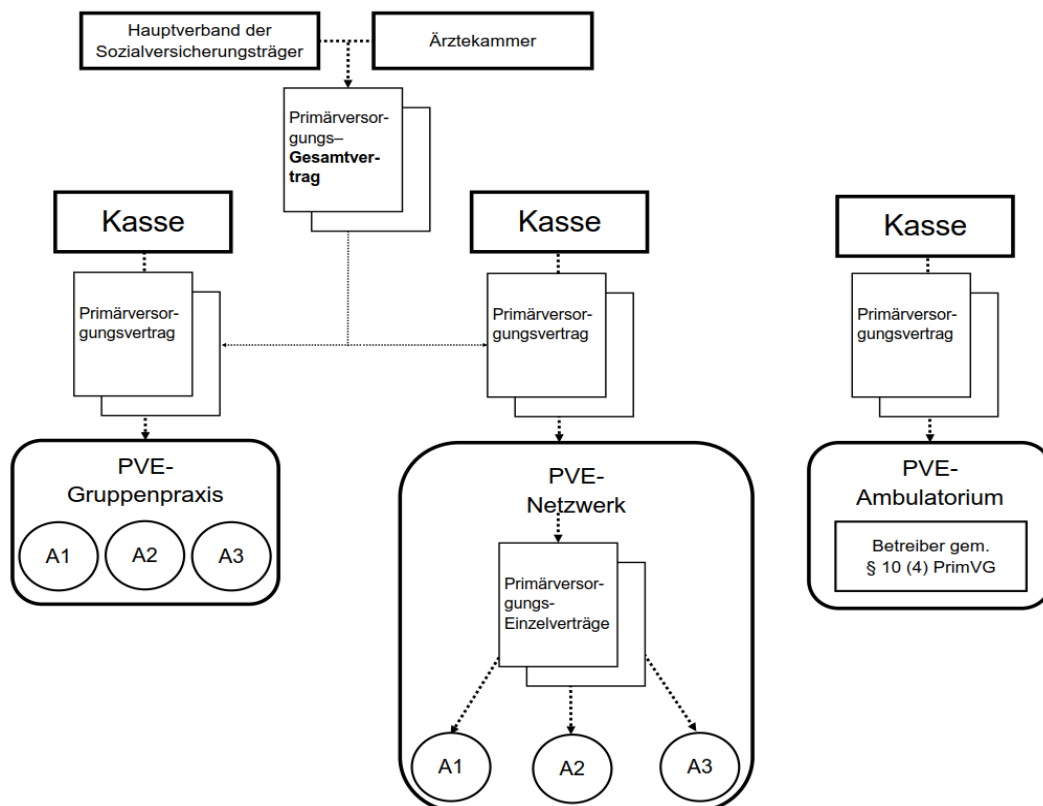 Hauptverband der
Sozialversicherungsträger
Ärztekammer
Primärversor-
gungs–
Gesamtver-
trag
Kasse
Kasse
Kasse
Primärversor-
gungsvertrag
Primärversor-
gungsvertrag
Primärversor-
gungsvertrag
PVE-
Gruppenpraxis
A1
A2
A3
PVE-
Netzwerk
Primärversor-
gungs-
Einzelverträge
A1
A2
A3
PVE-
Ambulatorium
Betreiber gem.
§ 10 (4) PrimVG